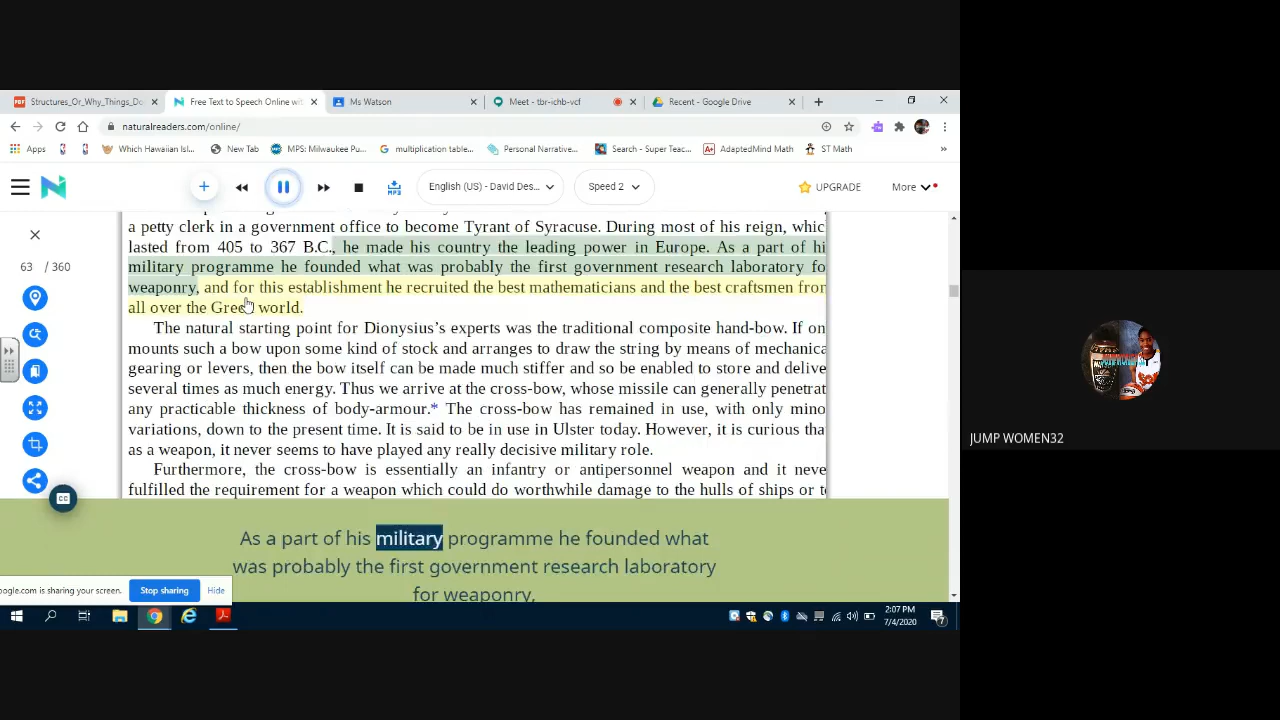 Structures_Or_Why_Things_Do
Free Text to Speech Online wit
Ms Watson
Meet - tbr-ichb-vcf
Recent - Google Drive
naturalreaders.com/online/
Apps
Which Hawaiian Isl...
New Tab
MPS: Milwaukee Pu...
multiplication table...
Personal Narrative...
Search - Super Teac...
AdaptedMind Math
ST Math
MP3
English (US) - David Des...
Speed 2
UPGRADE
More
a petty clerk in a government office to become Tyrant of Syracuse. During most of his reign, whic
lasted from 405 to 367 B.C., he made his country the leading power in Europe. As a part of hi
63 / 360
military programme he founded what was probably the first government research laboratory fo
weaponry, and for this establishment he recruited the best mathematicians and the best craftsmen fror
all over the Greek world.
The natural starting point for Dionysius's experts was the traditional composite hand-bow. If on
mounts such a bow upon some kind of stock and arranges to draw the string by means of mechanica
gearing or levers, then the bow itself can be made much stiffer and so be enabled to store and delive
several times as much energy. Thus we arrive at the cross-bow, whose missile can generally penetrat
any practicable thickness of body-armour.* The cross-bow has remained in use, with only mino
variations, down to the present time. It is said to be in use in Ulster today. However, it is curious tha
as a weapon, it never seems to have played any really decisive military role.
Furthermore, the cross-bow is essentially an infantry or antipersonnel weapon and it neve
fulfilled the requirement for a weapon which could do worthwhile damage to the hulls of ships or t
CC
As a part of his military programme he founded what
was probably the first government research laboratory
for weaponry,
ogle.com is sharing your screen.
Stop sharing
Hide
2:07 PM
7/4/2020
7
JUMP WOMEN32